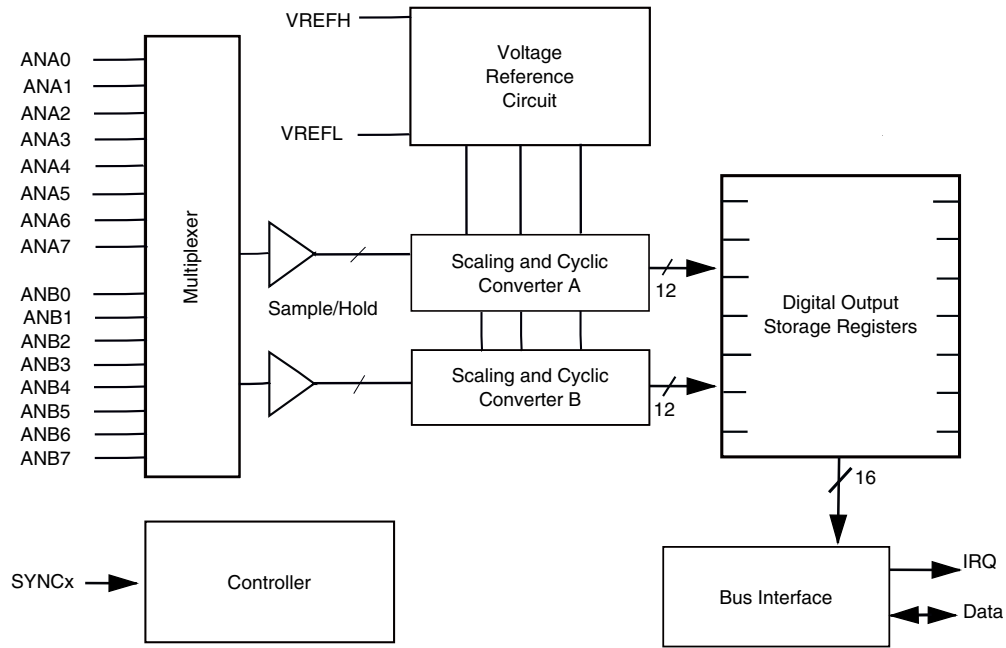 VREFH
Voltage
Reference
Circuit
VREFL
ANA0
ANA1
ANA2
ANA3
ANA4
ANA5
ANA6
ANA7
ANB0
ANB1
ANB2
ANB3
ANB4
ANB5
ANB6
ANB7
Multiplexer
Sample/Hold
Scaling and Cyclic
Converter A
12
Scaling and Cyclic
Converter B
12
Digital Output
Storage Registers
16
SYNCx
Controller
Bus Interface
IRQ
Data